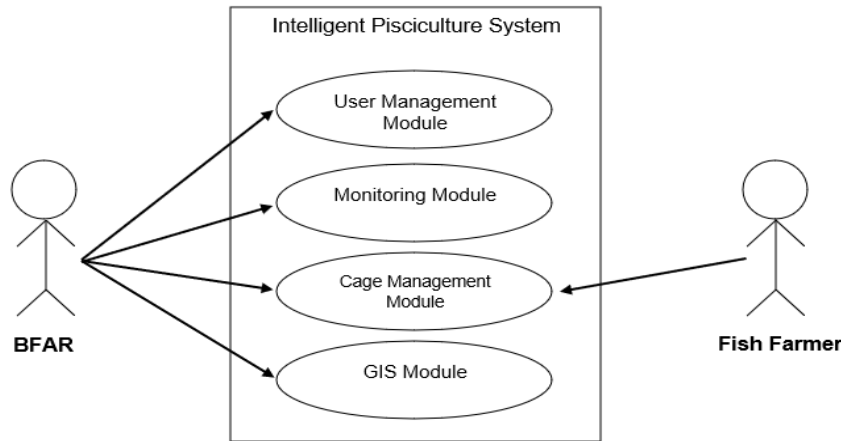 Intelligent Pisciculture System
User Management
Module
Monitoring Module
Cage Management
Module
GIS Module
BFAR
Fish Farmer